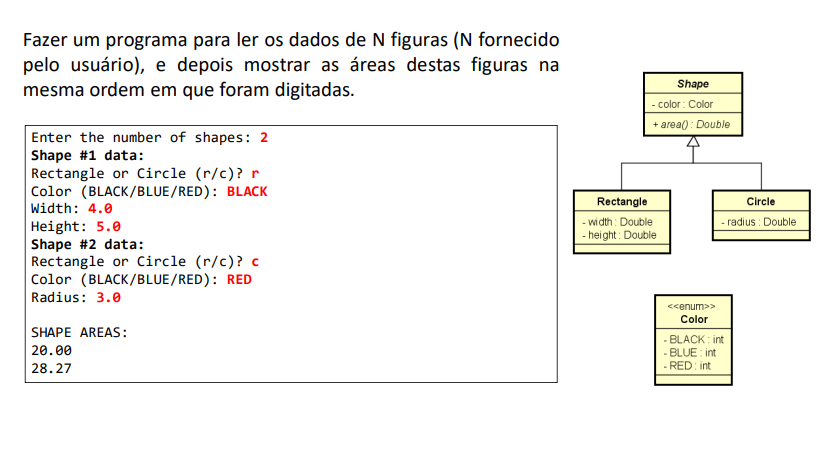 Fazer um programa para ler os dados de N figuras (N fornecido
pelo usuário), e depois mostrar as áreas destas figuras na
mesma ordem em que foram digitadas.
Enter the number of shapes: 2
Shape #1 data:
Rectangle or Circle (r/c)? r
Color (BLACK/BLUE/RED): BLACK
Width: 4.0
Height: 5.0
Shape #2 data:
Rectangle or Circle (r/c)? c
Color (BLACK/BLUE/RED): RED
Radius: 3.0
SHAPE AREAS:
20.00
28.27
Shape
- color : Color
+ area() : Double
Rectangle
- width : Double
- height : Double
Circle
- radius : Double
<<enum>>
Color
- BLACK : int
- BLUE : int
- RED : int